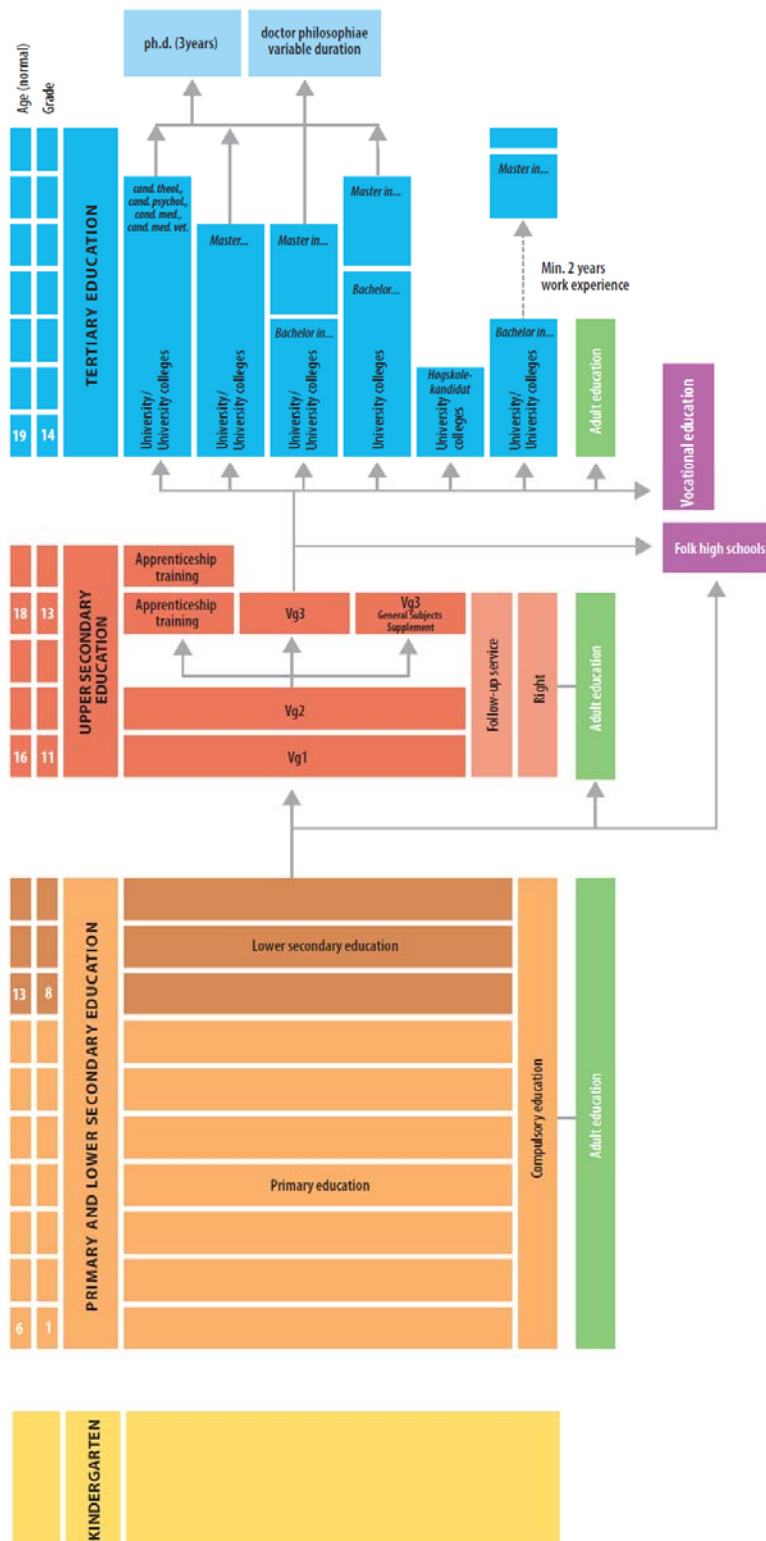 Age (normal)
Grade
ph.d. (3years)
doctor philosophiae
variable duration
TERTIARY EDUCATION
19
14
cand. theol.,
cand. psychol.,
cand. med.,
cand. med. vet.
University/
University colleges
Master...
University/
University colleges
Master in...
Bachelor in...
University/
University colleges
Master in...
Bachelor...
University
Høgskole-
kandidat
University
colleges
Master in...
Min. 2 years
work experience
Bachelor in...
University/
University colleges
Adult education
Vocational education
Folk high schools
UPPER SECONDARY
EDUCATION
18
13
16
11
Apprenticeship
training
Apprenticeship
training
Vg3
Vg3
General Subjects
Supplement
Vg2
Vg1
Follow-up service
Right
Adult education
PRIMARY AND LOWER SECONDARY EDUCATION
13
8
6
1
Lower secondary education
Primary education
Compulsory education
Adult education
KINDERGARTEN